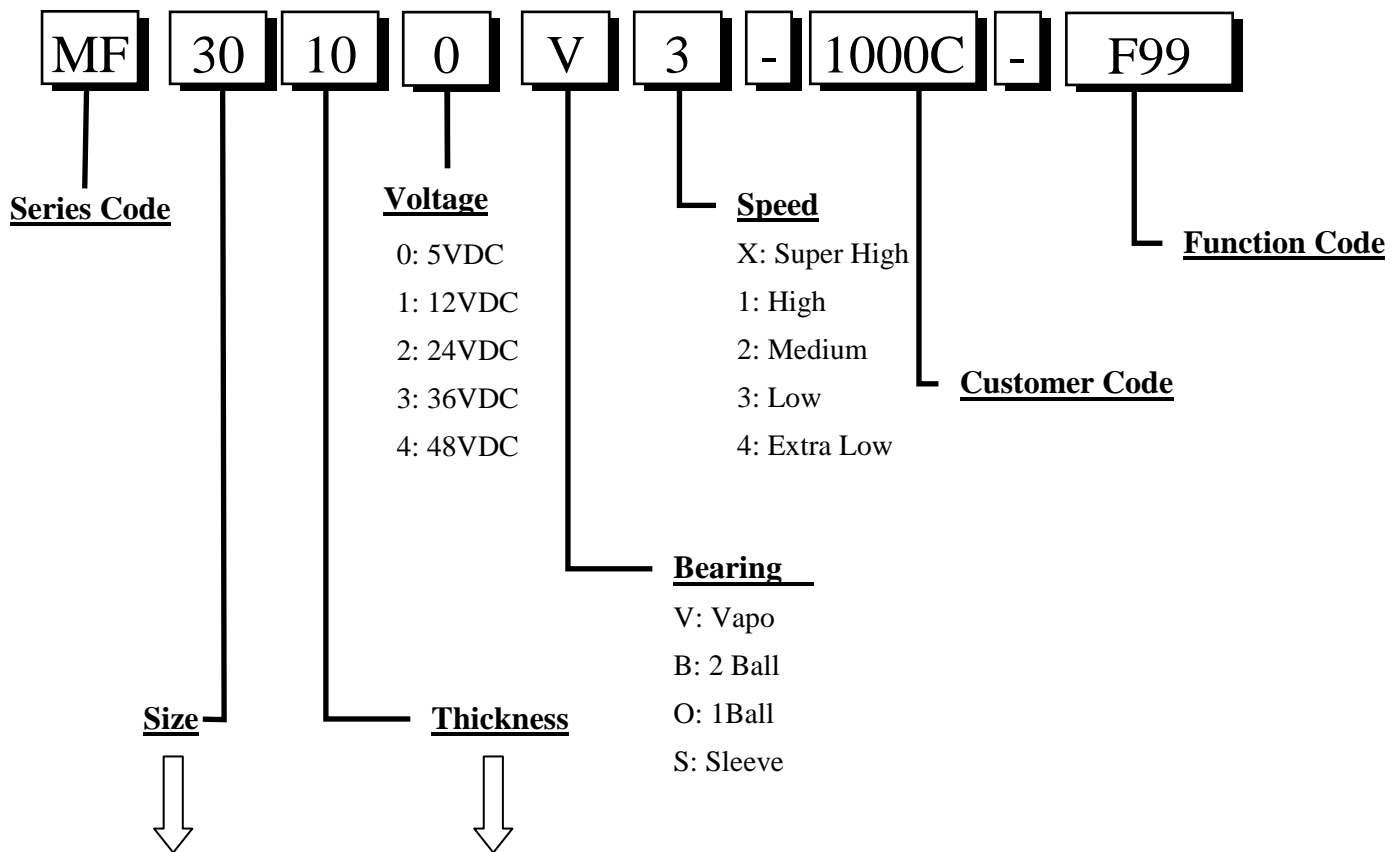 MF 30 10 0 V 3 - 1000C - F99
Series Code
Voltage
0: 5VDC
1: 12VDC
2: 24VDC
3: 36VDC
4: 48VDC
Speed
X: Super High
1: High
2: Medium
3: Low
4: Extra Low
Function Code
Customer Code
Bearing
V: Vapo
B: 2 Ball
O: 1Ball
S: Sleeve
Size
Thickness